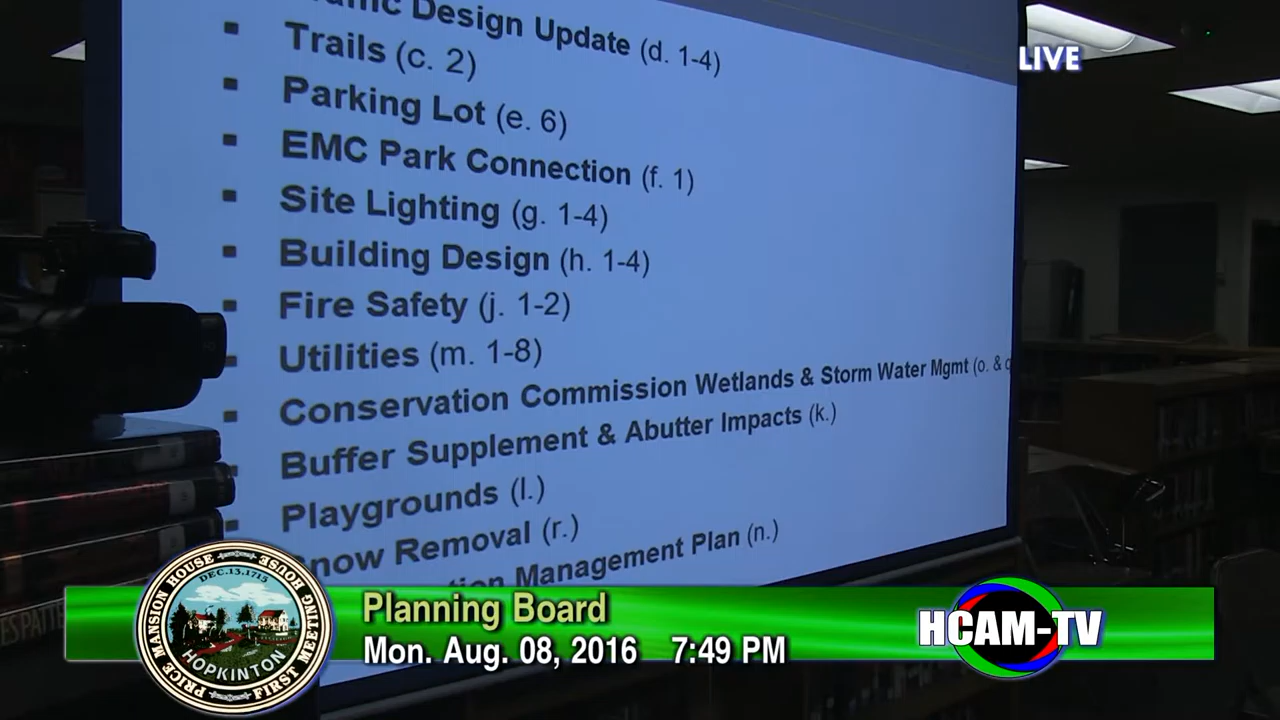 Design Update (d. 1-4)
Trails (c. 2)
Parking Lot (e. 6)
EMC Park Connection (f. 1)
Site Lighting (g. 1-4)
Building Design (h. 1-4)
Fire Safety (j. 1-2)
Utilities (m. 1-8)
Conservation Commission Wetlands & Storm Water Mgmt (o. &
Buffer Supplement & Abutter Impacts (k.)
Playgrounds (l.)
Snow Removal (r.)
Management Plan (n.)
LIVE
Planning Board
Mon. Aug. 08, 2016 7:49 PM
HCAM-TV
PRICE MANSION HOUSE FIRST MEETING HOUSE
DEC.13.1715
HOPKINTON